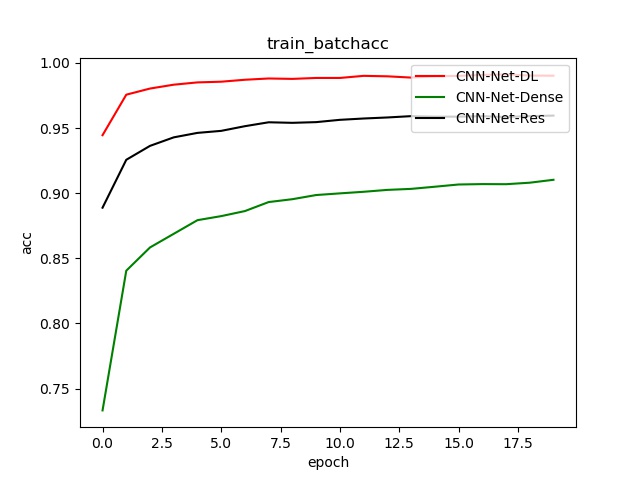 train_batchacc
CNN-Net-DL
CNN-Net-Dense
CNN-Net-Res
1.00
0.95
0.90
0.85
0.80
0.75
acc
0.0 2.5 5.0 7.5 10.0 12.5 15.0 17.5
epoch